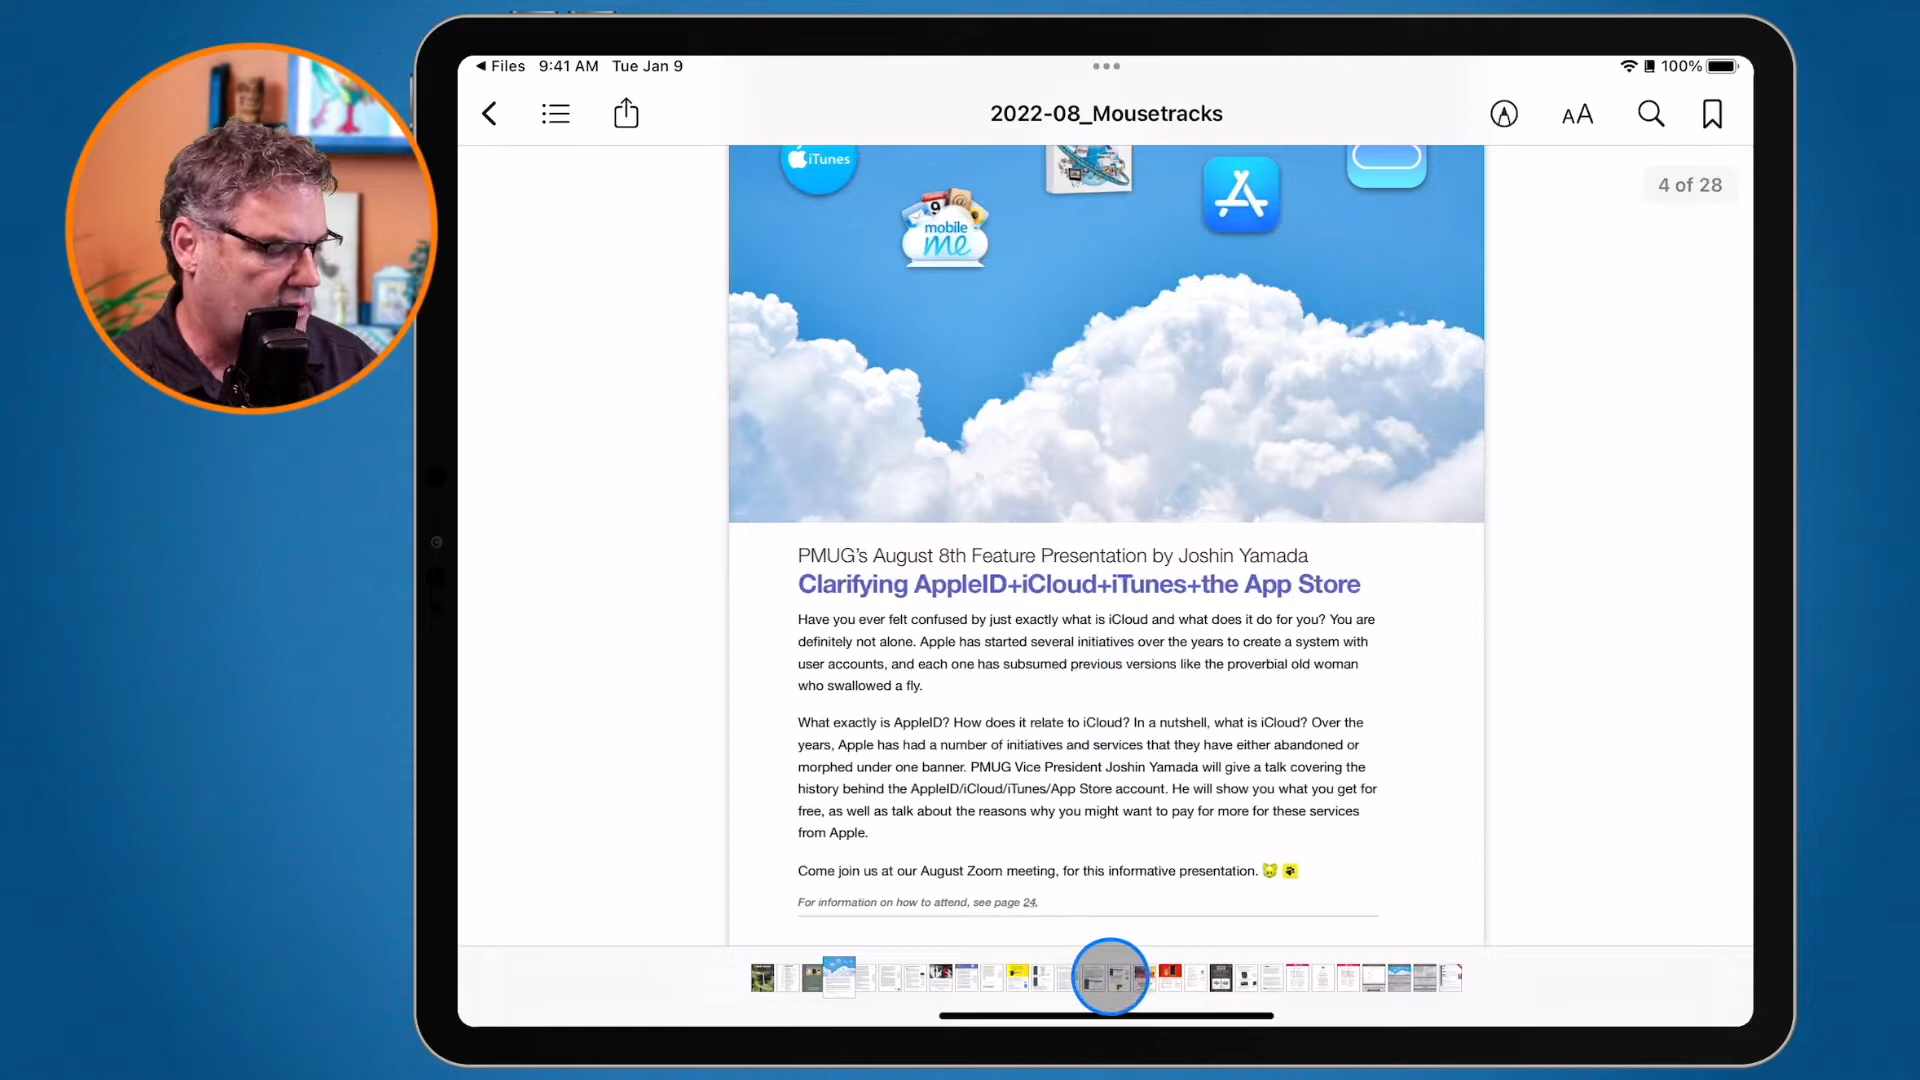 Files 9:41 AM Tue Jan 9
100%
2022-08_Mousetracks
AA
4 of 28
iTunes
9
@
mobile
me
PMUG's August 8th Feature Presentation by Joshin Yamada
Clarifying AppleID+iCloud+iTunes+the App Store
Have you ever felt confused by just exactly what is iCloud and what does it do for you? You are
definitely not alone. Apple has started several initiatives over the years to create a system with
user accounts, and each one has subsumed previous versions like the proverbial old woman
who swallowed a fly.
What exactly is AppleID? How does it relate to iCloud? In a nutshell, what is iCloud? Over the
years, Apple has had a number of initiatives and services that they have either abandoned or
morphed under one banner. PMUG Vice President Joshin Yamada will give a talk covering the
history behind the AppleID/iCloud/iTunes/App Store account. He will show you what you get for
free, as well as talk about the reasons why you might want to pay for more for these services
from Apple.
Come join us at our August Zoom meeting, for this informative presentation.
For information on how to attend, see page 24.